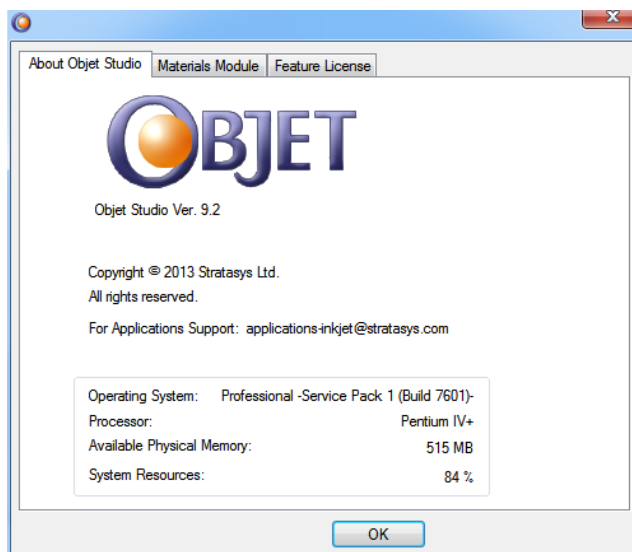 X
About Objet Studio Materials Module Feature License
OBJET
Objet Studio Ver. 9.2
Copyright © 2013 Stratasys Ltd.
All rights reserved.
For Applications Support: applications-inkjet@stratasys.com
Operating System: Professional -Service Pack 1 (Build 7601)-
Processor: Pentium IV+
Available Physical Memory: 515 MB
System Resources: 84 %
OK